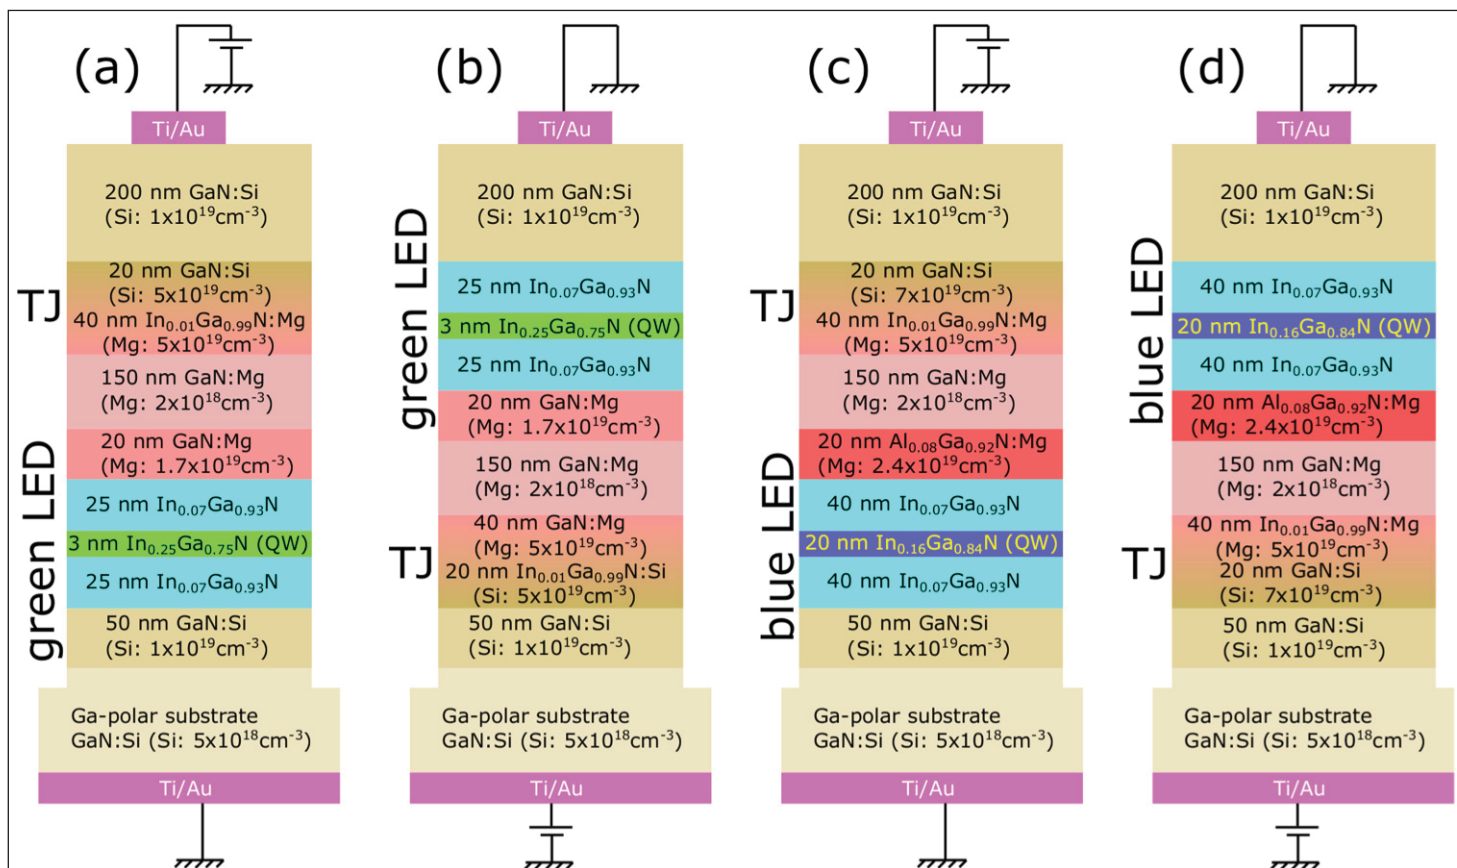 (a)
Ti/Au
200 nm GaN:Si
(Si: 1x10¹⁹cm⁻³)
TJ
20 nm GaN:Si
(Si: 5x10¹⁹cm⁻³)
40 nm In₀.₀₁Ga₀.₉₉N:Mg
(Mg: 5x10¹⁹cm⁻³)
150 nm GaN:Mg
(Mg: 2x10¹⁸cm⁻³)
green LED
20 nm GaN:Mg
(Mg: 1.7x10¹⁹cm⁻³)
25 nm In₀.₀₇Ga₀.₉₃N
3 nm In₀.₂₅Ga₀.₇₅N (QW)
25 nm In₀.₀₇Ga₀.₉₃N
50 nm GaN:Si
(Si: 1x10¹⁹cm⁻³)
Ga-polar substrate
GaN:Si (Si: 5x10¹⁸cm⁻³)
Ti/Au
(b)
Ti/Au
200 nm GaN:Si
(Si: 1x10¹⁹cm⁻³)
green LED
25 nm In₀.₀₇Ga₀.₉₃N
3 nm In₀.₂₅Ga₀.₇₅N (QW)
25 nm In₀.₀₇Ga₀.₉₃N
20 nm GaN:Mg
(Mg: 1.7x10¹⁹cm⁻³)
150 nm GaN:Mg
(Mg: 2x10¹⁸cm⁻³)
TJ
40 nm GaN:Mg
(Mg: 5x10¹⁹cm⁻³)
20 nm In₀.₀₁Ga₀.₉₉N:Si
(Si: 5x10¹⁹cm⁻³)
50 nm GaN:Si
(Si: 1x10¹⁹cm⁻³)
Ga-polar substrate
GaN:Si (Si: 5x10¹⁸cm⁻³)
Ti/Au
(c)
Ti/Au
200 nm GaN:Si
(Si: 1x10¹⁹cm⁻³)
TJ
20 nm GaN:Si
(Si: 7x10¹⁹cm⁻³)
40 nm In₀.₀₁Ga₀.₉₉N:Mg
(Mg: 5x10¹⁹cm⁻³)
150 nm GaN:Mg
(Mg: 2x10¹⁸cm⁻³)
blue LED
20 nm Al₀.₀₈Ga₀.₉₂N:Mg
(Mg: 2.4x10¹⁹cm⁻³)
40 nm In₀.₀₇Ga₀.₉₃N
20 nm In₀.₁₆Ga₀.₈₄N (QW)
40 nm In₀.₀₇Ga₀.₉₃N
50 nm GaN:Si
(Si: 1x10¹⁹cm⁻³)
Ga-polar substrate
GaN:Si (Si: 5x10¹⁸cm⁻³)
Ti/Au
(d)
Ti/Au
200 nm GaN:Si
(Si: 1x10¹⁹cm⁻³)
blue LED
40 nm In₀.₀₇Ga₀.₉₃N
20 nm In₀.₁₆Ga₀.₈₄N (QW)
40 nm In₀.₀₇Ga₀.₉₃N
20 nm Al₀.₀₈Ga₀.₉₂N:Mg
(Mg: 2.4x10¹⁹cm⁻³)
150 nm GaN:Mg
(Mg: 2x10¹⁸cm⁻³)
TJ
40 nm In₀.₀₁Ga₀.₉₉N:Mg
(Mg: 5x10¹⁹cm⁻³)
20 nm GaN:Si
(Si: 7x10¹⁹cm⁻³)
50 nm GaN:Si
(Si: 1x10¹⁹cm⁻³)
Ga-polar substrate
GaN:Si (Si: 5x10¹⁸cm⁻³)
Ti/Au